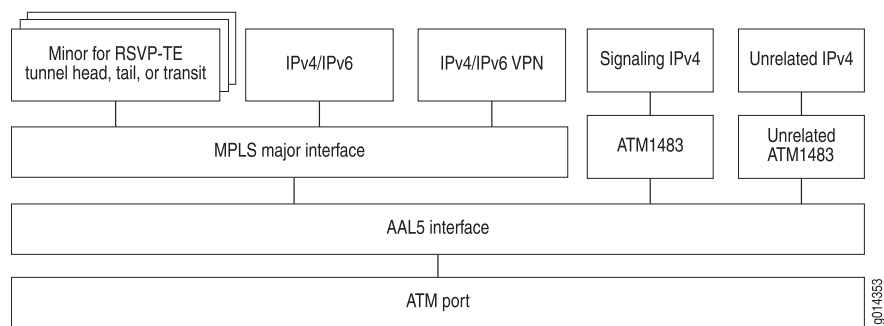 Minor for RSVP-TE
tunnel head, tail, or transit
IPv4/IPv6
IPv4/IPv6 VPN
Signaling IPv4
Unrelated IPv4
MPLS major interface
ATM1483
Unrelated
ATM1483
AAL5 interface
ATM port
g014353